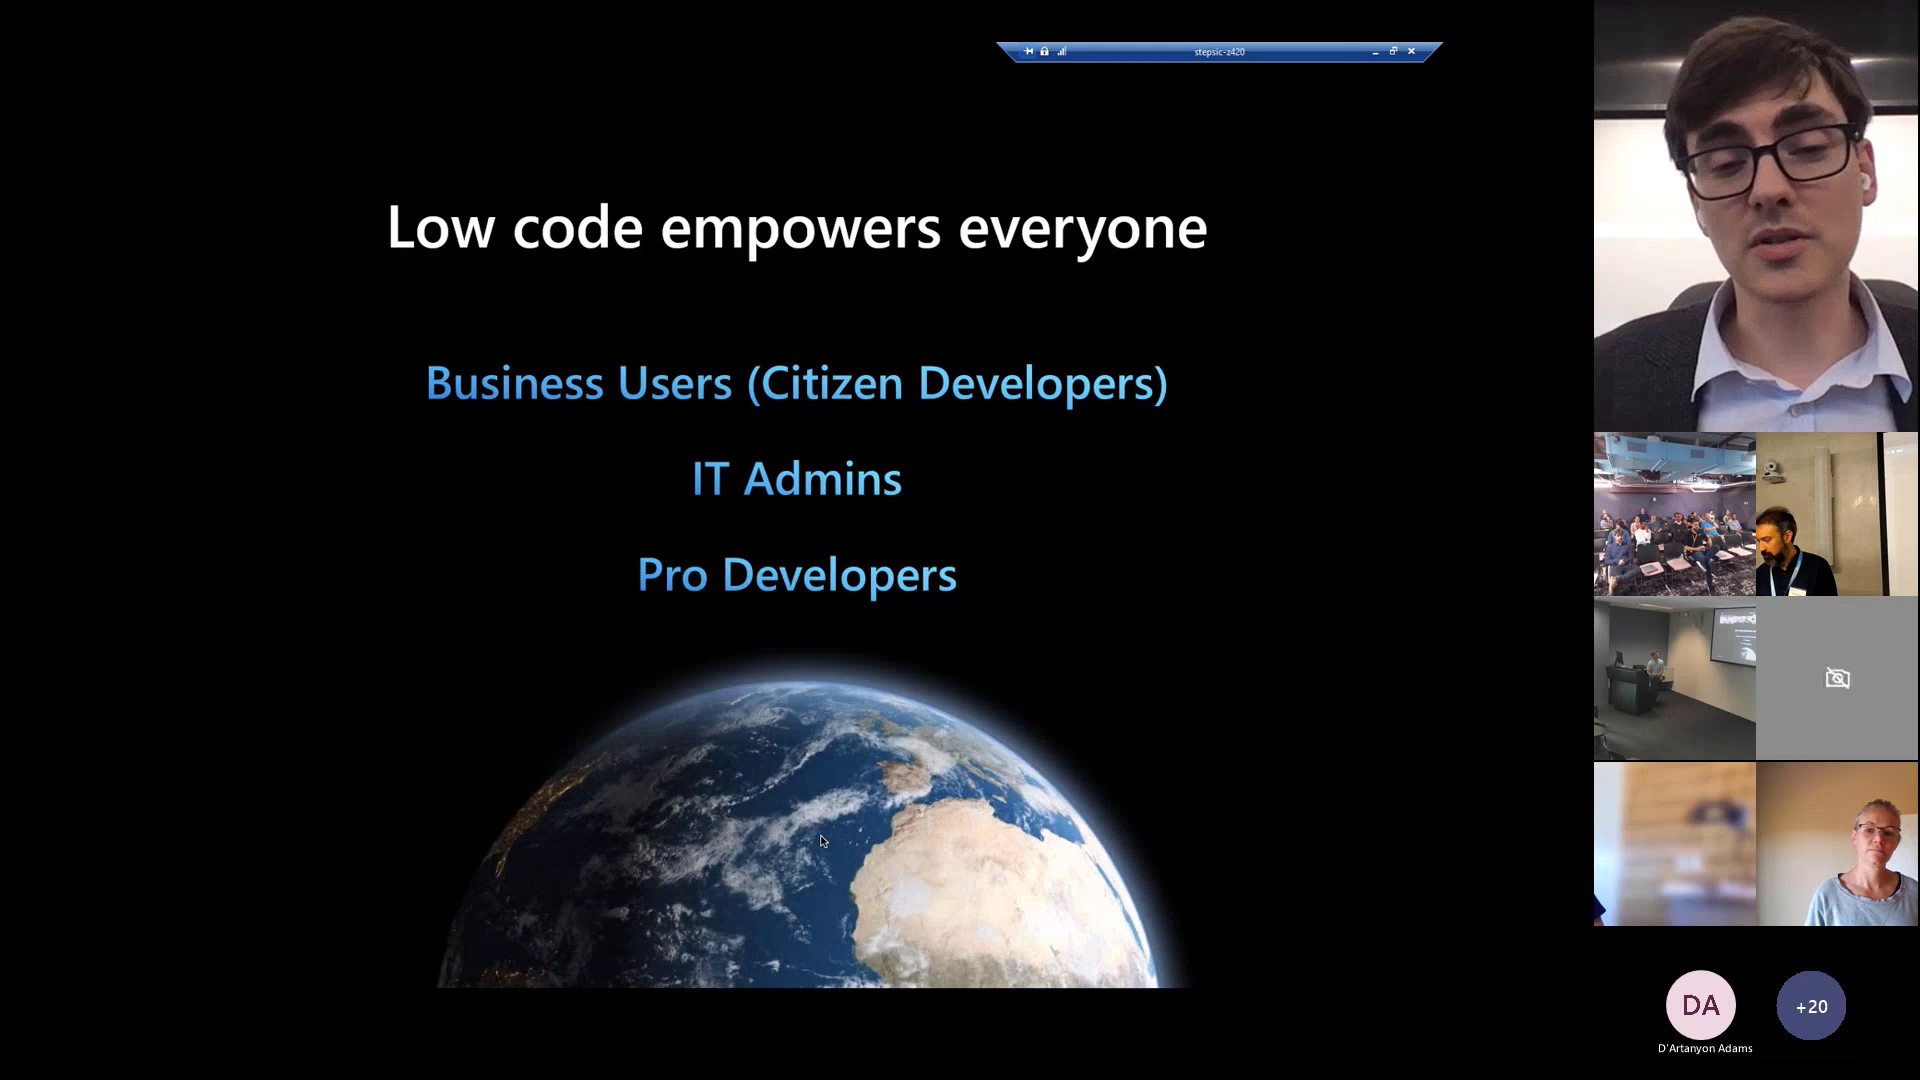 stepsic-z420
Low code empowers everyone
Business Users (Citizen Developers)
IT Admins
Pro Developers
DA
D'Artanyon Adams
+20